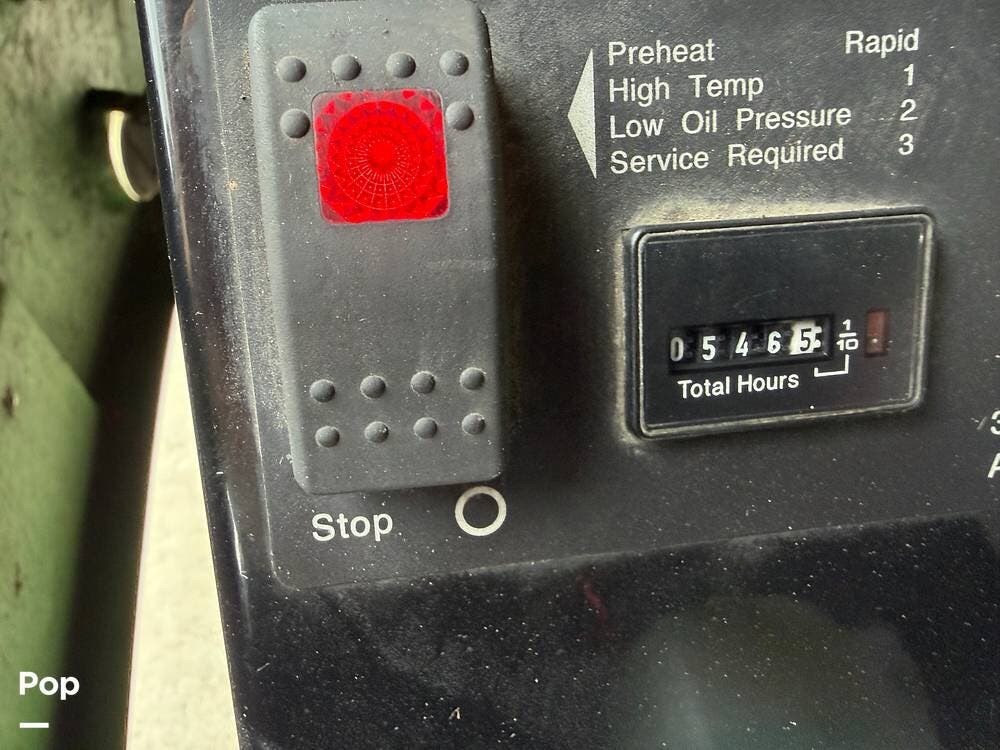 Preheat Rapid
High Temp 1
Low Oil Pressure 2
Service Required 3
0 5 4 6 5 1/10
Total Hours
3
A
Stop O
Pop